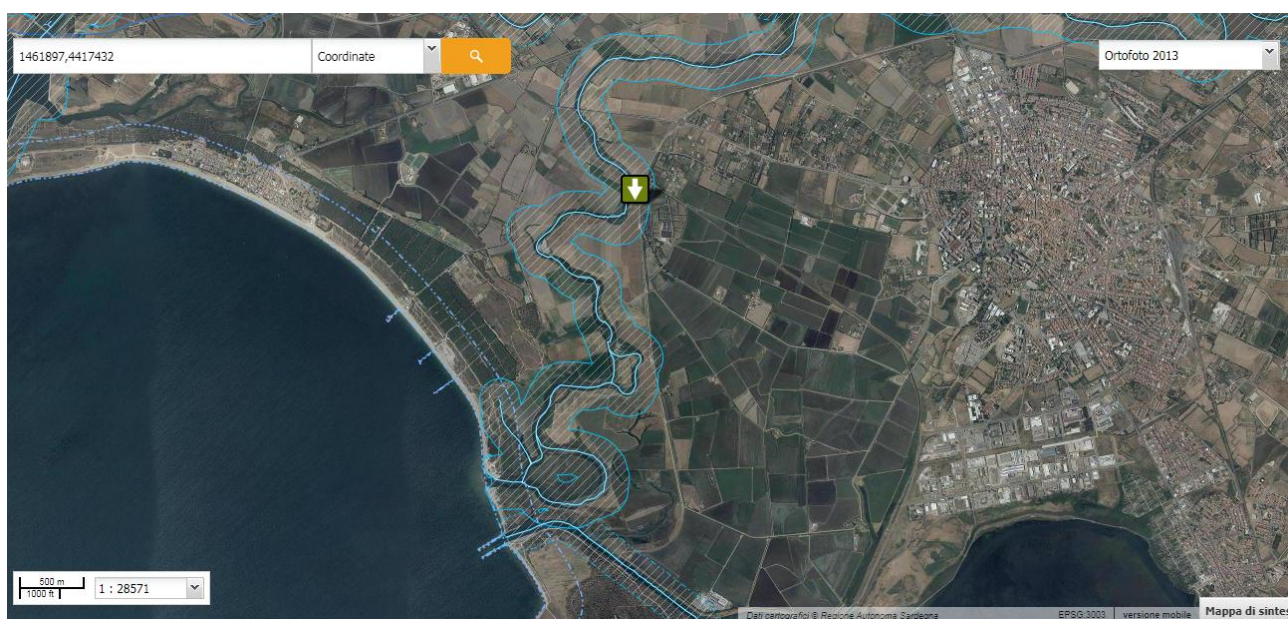 1461897,4417432
Coordinate
Ortofoto 2013
500 m
1000 ft
1 : 28571
Dati cartografici © Regione Autonoma Sardegna
EPSG:3003
versione mobile
Mappa di sintes